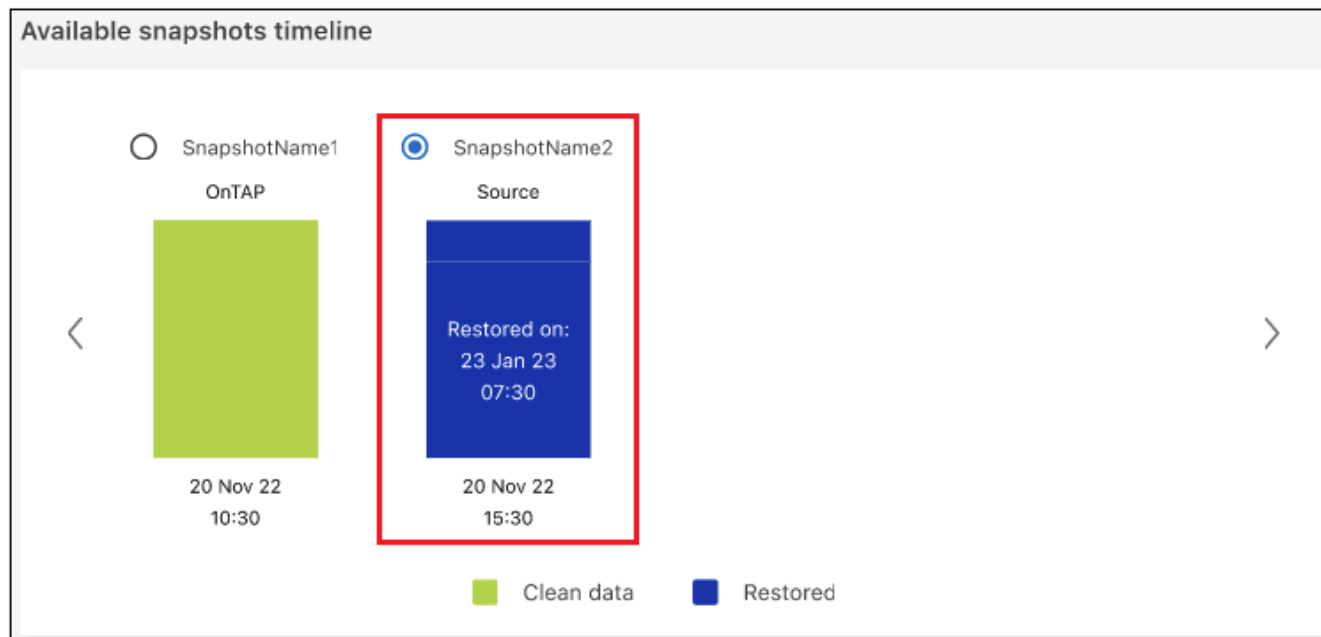 Available snapshots timeline
SnapshotName1
OnTAP
20 Nov 22
10:30
SnapshotName2
Source
Restored on:
23 Jan 23
07:30
20 Nov 22
15:30
Clean data
Restored